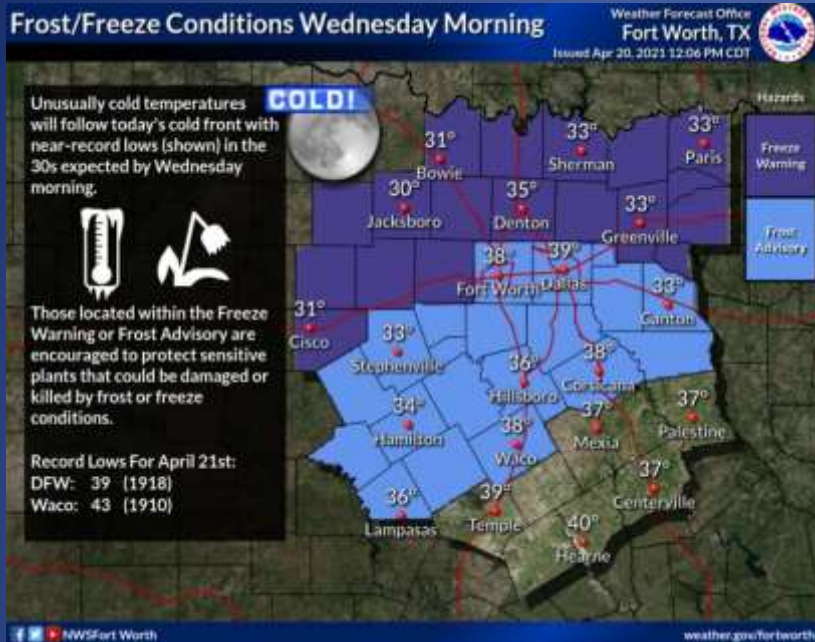 Frost/Freeze Conditions Wednesday Morning
Weather Forecast Office
Fort Worth, TX
Issued Apr 20, 2021 12:06 PM CDT
Unusually cold temperatures
will follow today's cold front with
near-record lows (shown) in the
30s expected by Wednesday
morning.
Those located within the Freeze
Warning or Frost Advisory are
encouraged to protect sensitive
plants that could be damaged or
killed by frost or freeze
conditions.
Record Lows For April 21st:
DFW: 39 (1918)
Waco: 43 (1910)
COLD!
Hazards
Freeze
Warning
Frost
Advisory
31°
Bowie
33°
Sherman
33°
Paris
30°
Jacksboro
35°
Denton
33°
Greenville
38°
Fort Worth
39°
Dallas
33°
Canton
31°
Cisco
33°
Stephenville
36°
Hillsboro
38°
Corsicana
34°
Hamilton
38°
Waco
37°
Mexia
37°
Palestine
36°
Lampasas
39°
Temple
37°
Centerville
40°
Hearne
NWSFort Worth
weather.gov/fortworth